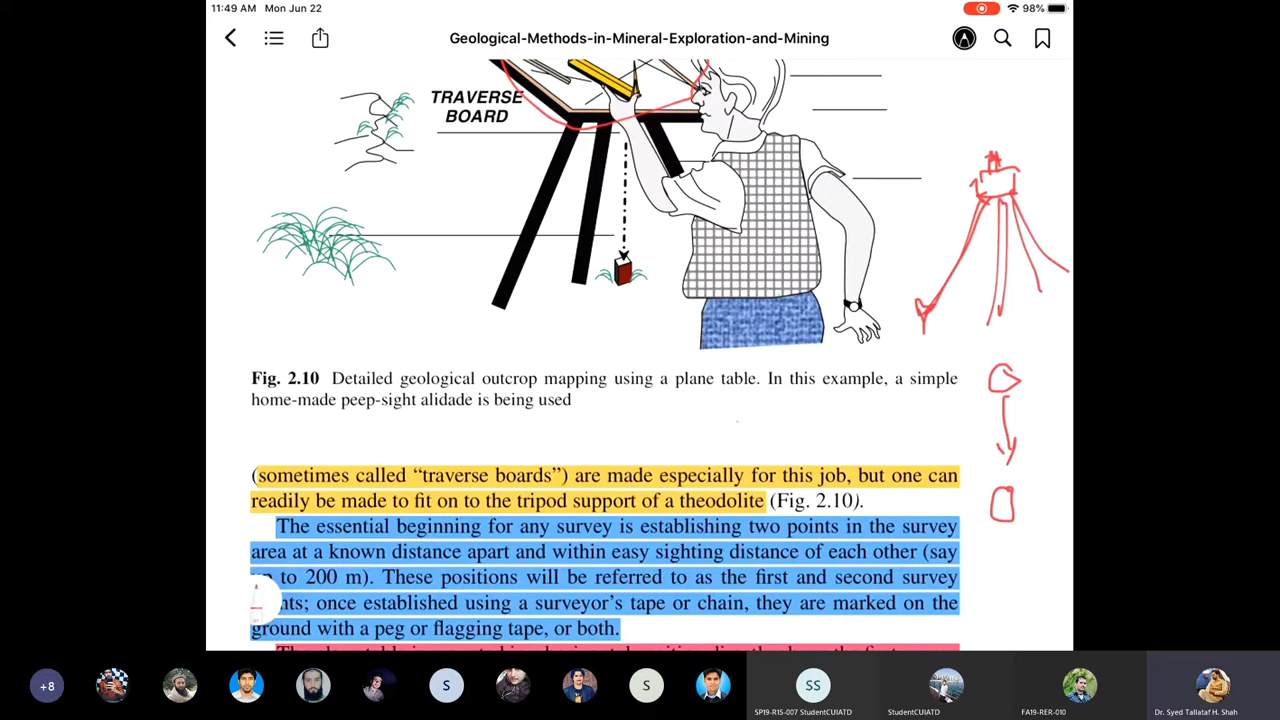 11:49 AM Mon Jun 22
98%
Geological-Methods-in-Mineral-Exploration-and-Mining
TRAVERSE
BOARD
Fig. 2.10 Detailed geological outcrop mapping using a plane table. In this example, a simple
home-made peep-sight alidade is being used
(sometimes called “traverse boards”) are made especially for this job, but one can
readily be made to fit on to the tripod support of a theodolite (Fig. 2.10).
The essential beginning for any survey is establishing two points in the survey
area at a known distance apart and within easy sighting distance of each other (say
to 200 m). These positions will be referred to as the first and second survey
once established using a surveyor’s tape or chain, they are marked on the
ground with a peg or flagging tape, or both.
+8
S
S
SS
SP19-R1S-007 StudentCUIATD
StudentCUIATD
FA19-RER-010
Dr. Syed Tallataf H. Shah